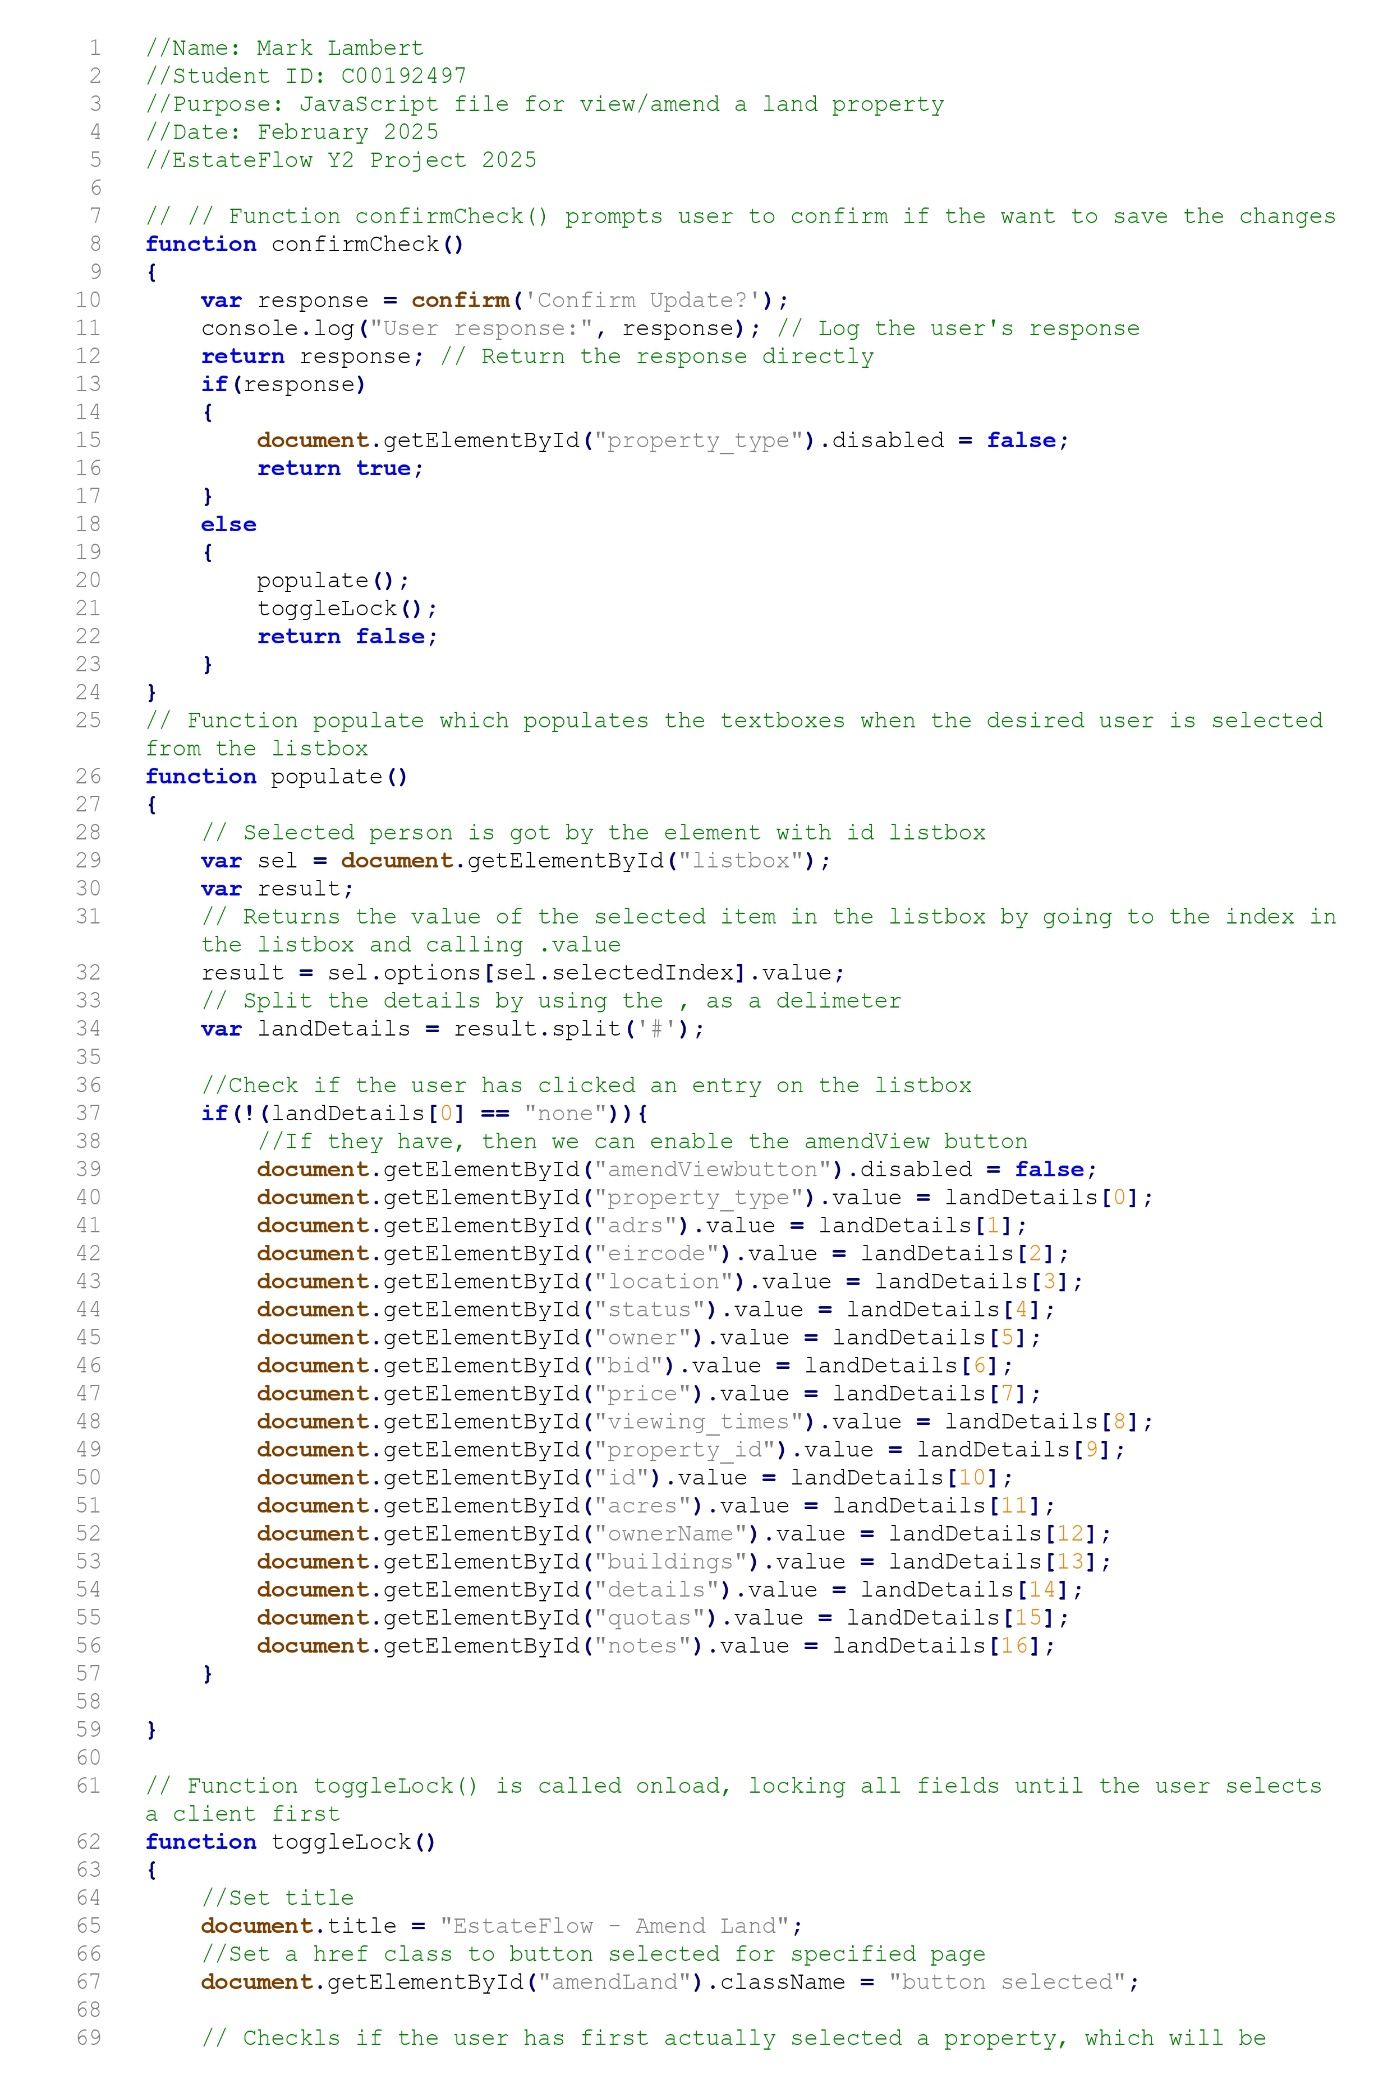 1 //Name: Mark Lambert
2 //Student ID: C00192497
3 //Purpose: JavaScript file for view/amend a land property
4 //Date: February 2025
5 //EstateFlow Y2 Project 2025
6
7 // // Function confirmCheck() prompts user to confirm if the want to save the changes
8 function confirmCheck()
9 {
10     var response = confirm('Confirm Update?');
11     console.log("User response:", response); // Log the user's response
12     return response; // Return the response directly
13     if(response)
14     {
15         document.getElementById("property_type").disabled = false;
16         return true;
17     }
18     else
19     {
20         populate();
21         toggleLock();
22         return false;
23     }
24 }
25 // Function populate which populates the textboxes when the desired user is selected
from the listbox
26 function populate()
27 {
28     // Selected person is got by the element with id listbox
29     var sel = document.getElementById("listbox");
30     var result;
31     // Returns the value of the selected item in the listbox by going to the index in
the listbox and calling .value
32     result = sel.options[sel.selectedIndex].value;
33     // Split the details by using the , as a delimeter
34     var landDetails = result.split('#');
35
36     //Check if the user has clicked an entry on the listbox
37     if(!(landDetails[0] == "none")){
38         //If they have, then we can enable the amendView button
39         document.getElementById("amendViewbutton").disabled = false;
40         document.getElementById("property_type").value = landDetails[0];
41         document.getElementById("adrs").value = landDetails[1];
42         document.getElementById("eircode").value = landDetails[2];
43         document.getElementById("location").value = landDetails[3];
44         document.getElementById("status").value = landDetails[4];
45         document.getElementById("owner").value = landDetails[5];
46         document.getElementById("bid").value = landDetails[6];
47         document.getElementById("price").value = landDetails[7];
48         document.getElementById("viewing_times").value = landDetails[8];
49         document.getElementById("property_id").value = landDetails[9];
50         document.getElementById("id").value = landDetails[10];
51         document.getElementById("acres").value = landDetails[11];
52         document.getElementById("ownerName").value = landDetails[12];
53         document.getElementById("buildings").value = landDetails[13];
54         document.getElementById("details").value = landDetails[14];
55         document.getElementById("quotas").value = landDetails[15];
56         document.getElementById("notes").value = landDetails[16];
57     }
58
59 }
60
61 // Function toggleLock() is called onload, locking all fields until the user selects
a client first
62 function toggleLock()
63 {
64     //Set title
65     document.title = "EstateFlow - Amend Land";
66     //Set a href class to button selected for specified page
67     document.getElementById("amendLand").className = "button selected";
68
69     // Checkls if the user has first actually selected a property, which will be